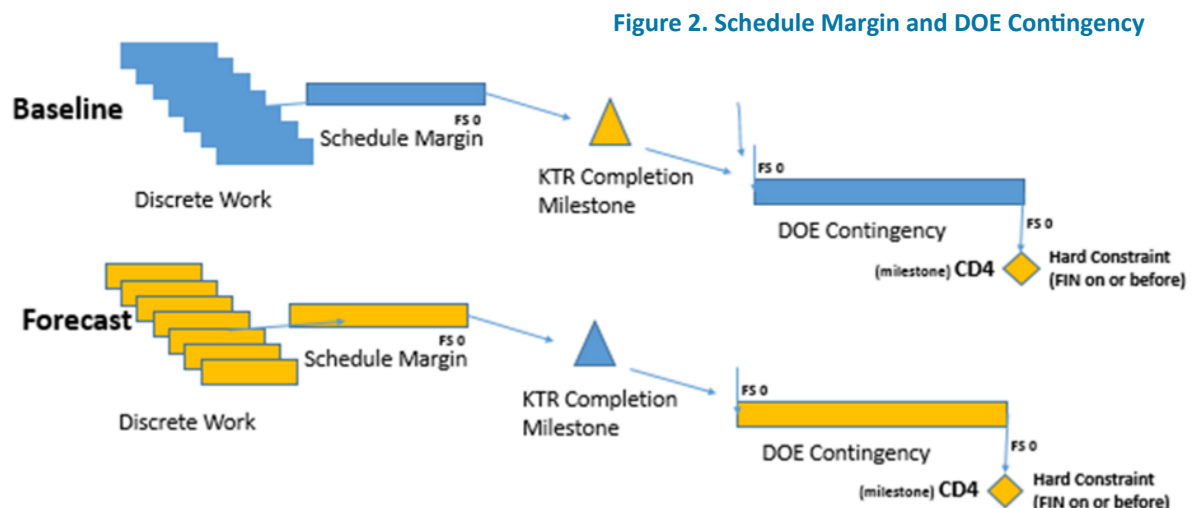 Figure 2. Schedule Margin and DOE Contingency
Baseline
FS 0
Schedule Margin
Discrete Work
KTR Completion
Milestone
FS 0
DOE Contingency
FS 0
(milestone) CD4
Hard Constraint
(FIN on or before)
Forecast
FS 0
Schedule Margin
Discrete Work
KTR Completion
Milestone
FS 0
DOE Contingency
FS 0
(milestone) CD4
Hard Constraint
(FIN on or before)